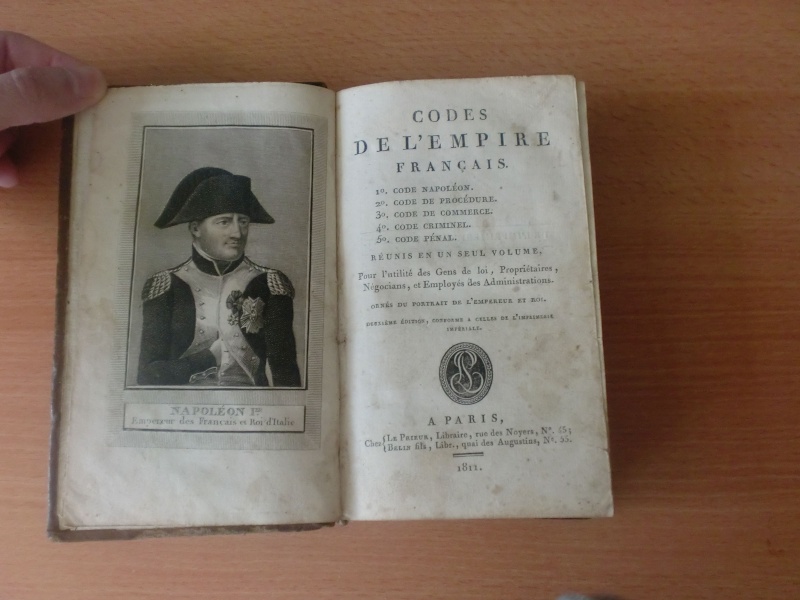 NAPOLÉON Ier
Empereur des Français et Roi d'Italie
CODES
DE L'EMPIRE
FRANÇAIS.
1o. CODE NAPOLÉON.
2o. CODE DE PROCÉDURE.
3o. CODE DE COMMERCE.
4o. CODE CRIMINEL.
5o. CODE PÉNAL.
RÉUNIS EN UN SEUL VOLUME,
Pour l'utilité des Gens de loi, Propriétaires,
Négocians, et Employés des Administrations.
ORNÉS DU PORTRAIT DE L'EMPEREUR ET ROI.
DEUXIÈME ÉDITION, CONFORME A CELLES DE L'IMPRIMERIE
IMPÉRIALE.
A PARIS,
Chez {LE PRIEUR, Libraire, rue des Noyers, No. 45;
{BELIN fils, Libr., quai des Augustins, No. 55.
1811.